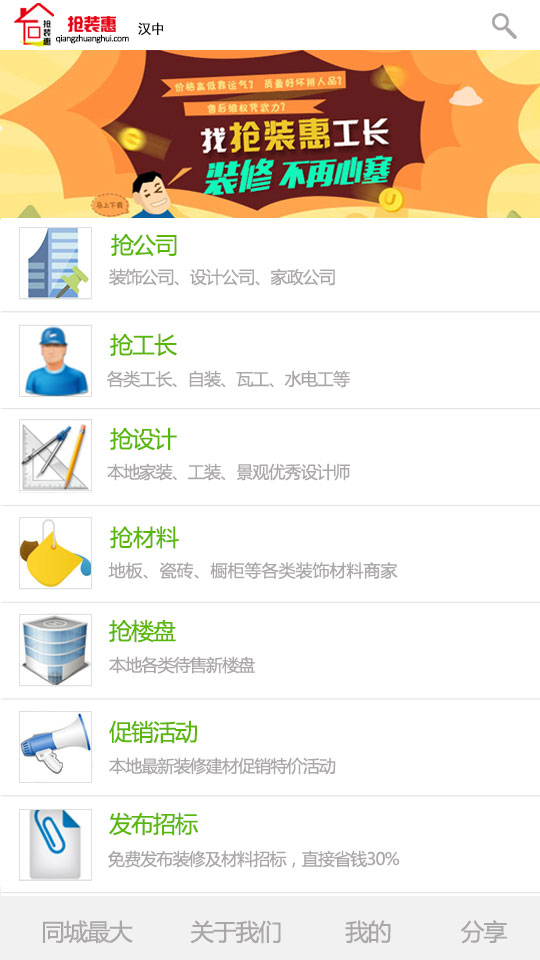 抢装惠
抢装惠
qiangzhuanghui.com
汉中
价格高低靠运气？ 质量好坏拼人品？
售后维权凭武力？
找抢装惠工长
装修 不再心塞
马上下载
抢公司
装饰公司、设计公司、家政公司
抢工长
各类工长、自装、瓦工、水电工等
抢设计
本地家装、工装、景观优秀设计师
抢材料
地板、瓷砖、橱柜等各类装饰材料商家
抢楼盘
本地各类待售新楼盘
促销活动
本地最新装修建材促销特价活动
发布招标
免费发布装修及材料招标，直接省钱30%
同城最大 关于我们 我的 分享